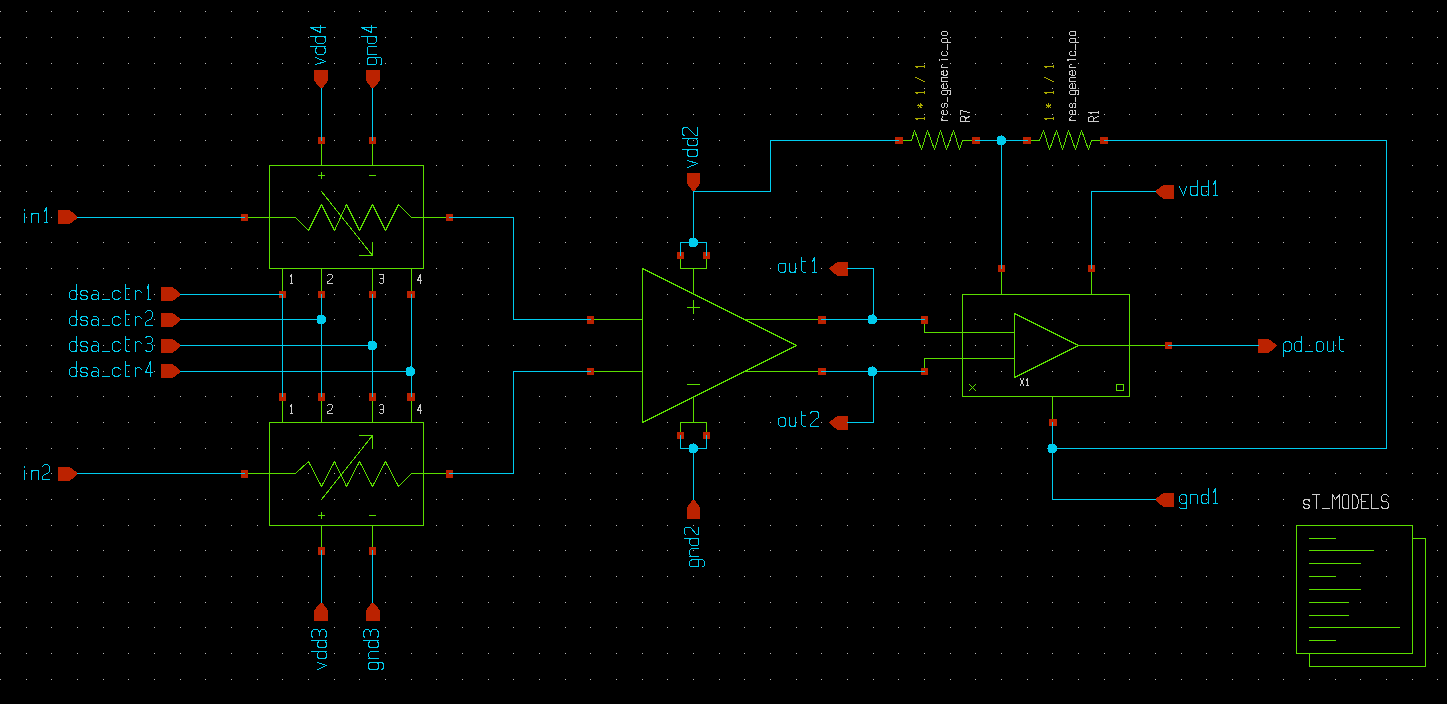 vdd4
gnd4
1 * 1 / 1
res_generic_po
R7
1 * 1 / 1
res_generic_po
R1
vdd2
vdd1
in1
+
−
1
2
3
4
out1
dsa_ctr1
dsa_ctr2
dsa_ctr3
dsa_ctr4
+
−
pd_out
X1
1
2
3
4
out2
in2
+
−
gnd1
sT_MODELS
gnd2
vdd3
gnd3